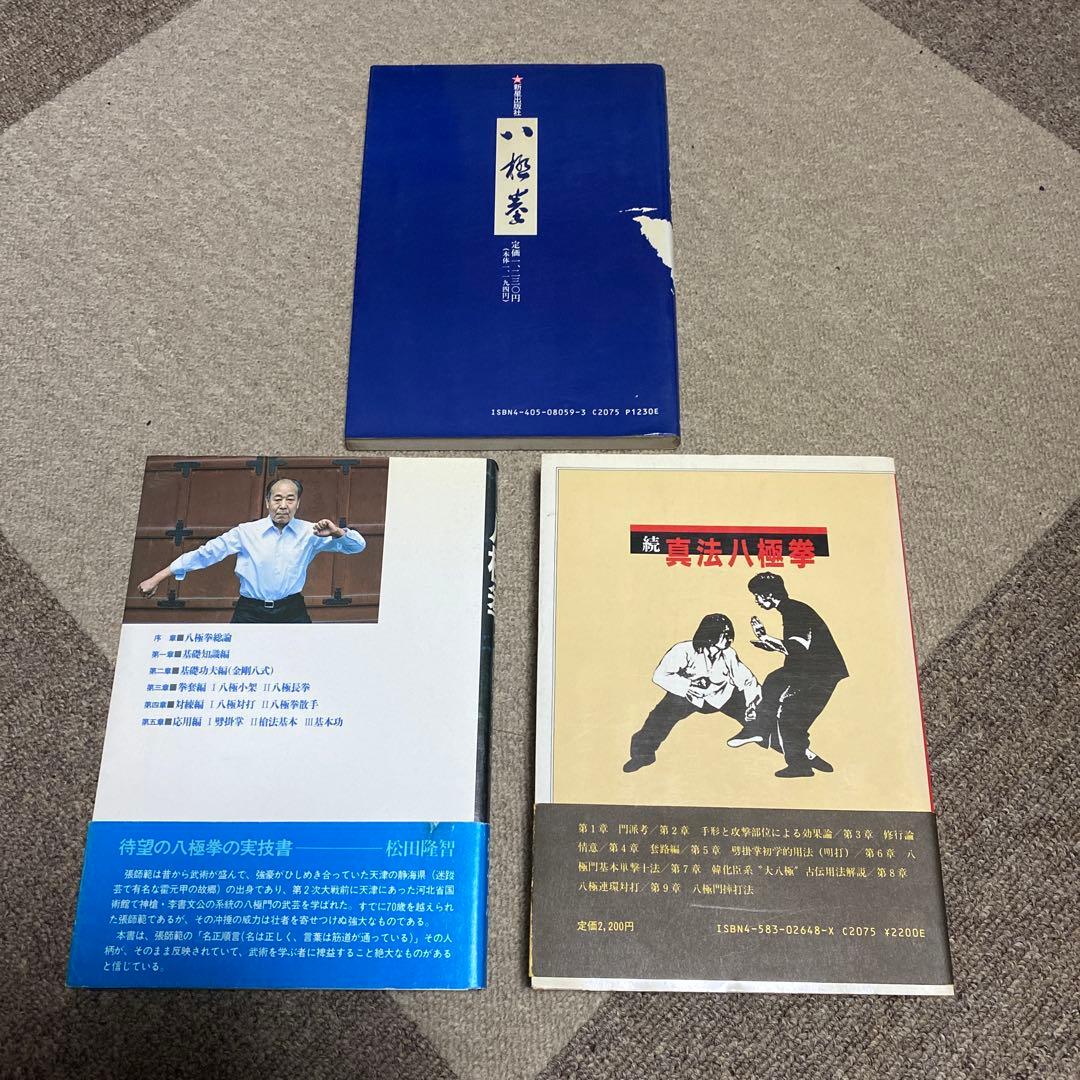 ★新星出版社
八極拳
定価一、二三〇円
(本体一、一九四円)
ISBN4-405-08059-3 C2075 P1230E
序 章■八極拳総論
第一章■基礎知識編
第二章■基礎功夫編(金剛八式)
第三章■拳套編 Ⅰ八極小架 Ⅱ八極長拳
第四章■対練編 Ⅰ八極対打 Ⅱ八極拳散手
第五章■応用編 Ⅰ劈掛掌 Ⅱ槍法基本 Ⅲ基本功
待望の八極拳の実技書――松田隆智
張師範は昔から武術が盛んで、強豪がひしめき合っていた天津の静海県(迷蹤
芸で有名な霍元甲の故郷)の出身であり、第2次大戦前に天津にあった河北省国
術館で神槍・李書文公の系統の八極門の武芸を学ばれた。すでに70歳を越えられ
た張師範であるが、その冲捶の威力は壮者を寄せつけぬ強大なものである。
本書は、張師範の「名正順言(名は正しく、言葉は筋道が通っている)」その人
柄が、そのまま反映されていて、武術を学ぶ者に裨益すること絶大なものがある
と信じている。
続 真法八極拳
第1章 門派考/第2章 手形と攻撃部位による効果論/第3章 修行論
情意/第4章 套路編/第5章 劈掛掌初学的用法(明打)/第6章 八
極門基本単撃十法/第7章 韓化臣系“大八極”古伝用法解説/第8章
八極連環対打/第9章 八極門摔打法
定価2,200円
ISBN4-583-02648-X C2075 ¥2200E